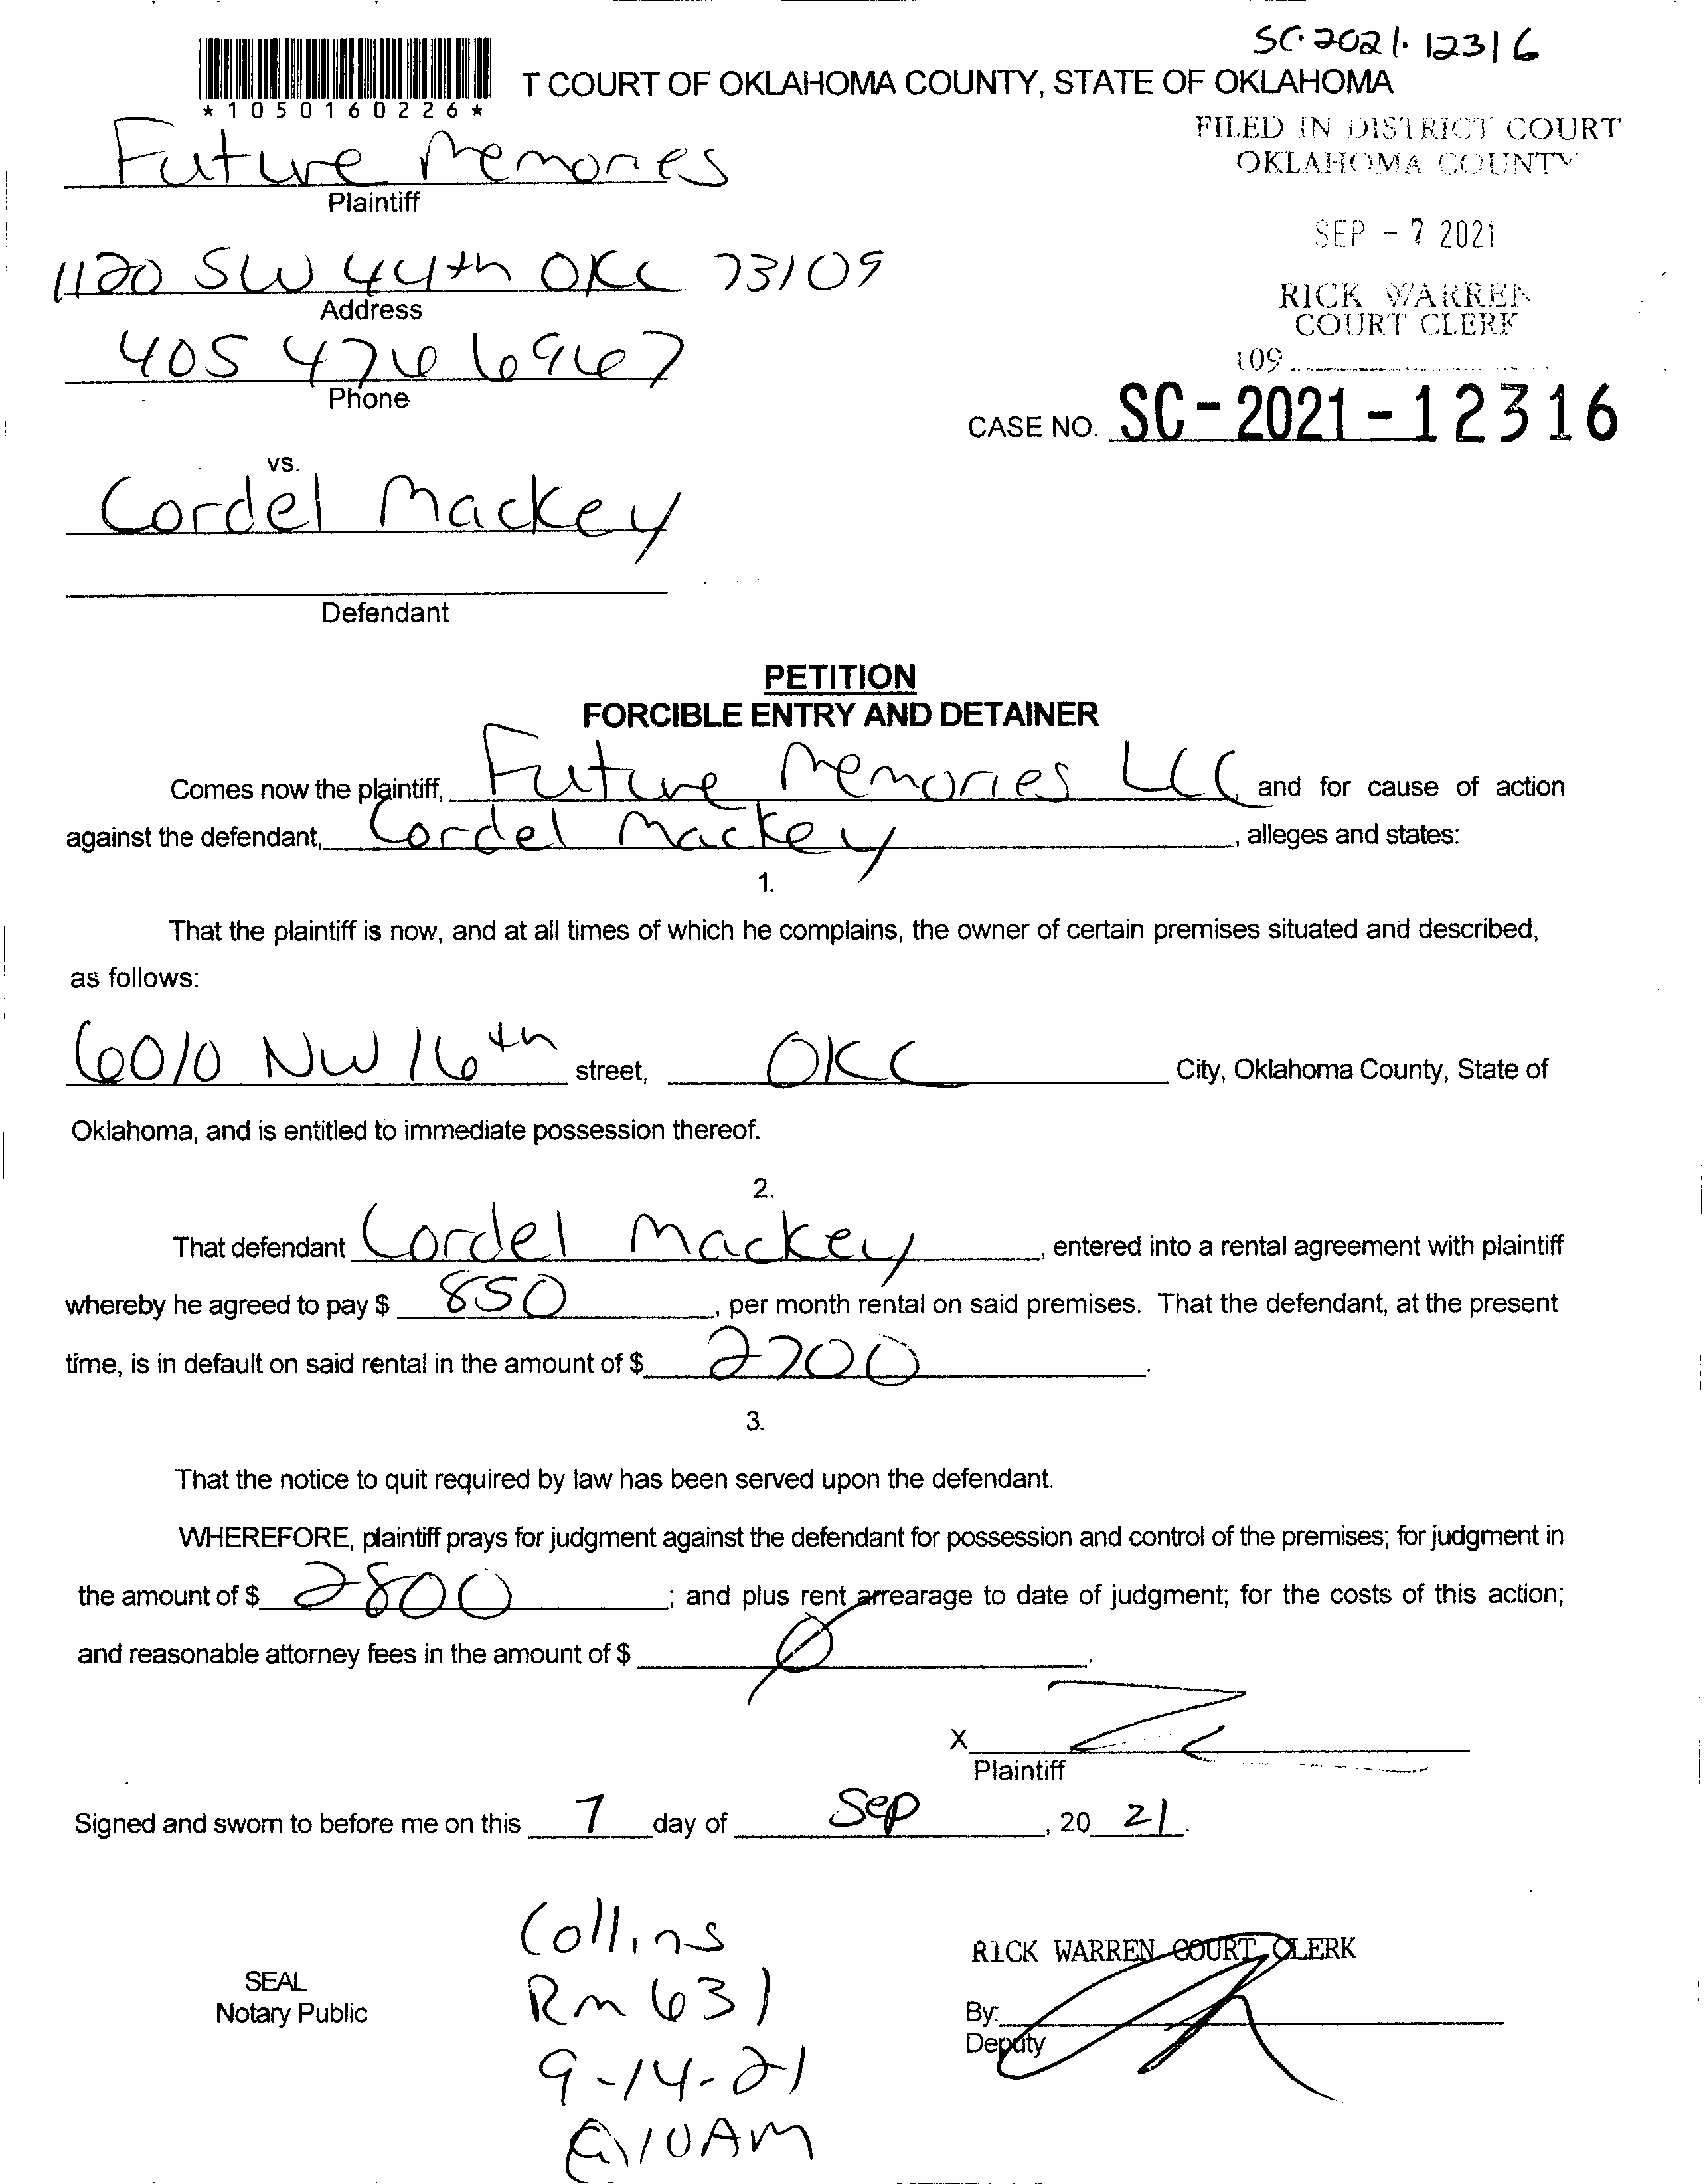 SC-2021-12316
*1050160226*
T COURT OF OKLAHOMA COUNTY, STATE OF OKLAHOMA
FILED IN DISTRICT COURT
OKLAHOMA COUNTY
Future Memories
Plaintiff
SEP - 7 2021
1120 SW 44th OKC 73109
Address
RICK WARREN
COURT CLERK
405 476 6967
Phone
109
CASE NO. SC-2021-12316
vs.
Cordel Mackey
Defendant
PETITION
FORCIBLE ENTRY AND DETAINER
Comes now the plaintiff, Future Memories LLC, and for cause of action
against the defendant, Cordel Mackey, alleges and states:
1.
That the plaintiff is now, and at all times of which he complains, the owner of certain premises situated and described,
as follows:
6010 NW 16th street, OKC City, Oklahoma County, State of
Oklahoma, and is entitled to immediate possession thereof.
2.
That defendant Cordel Mackey, entered into a rental agreement with plaintiff
whereby he agreed to pay $ 850, per month rental on said premises. That the defendant, at the present
time, is in default on said rental in the amount of $ 2700.
3.
That the notice to quit required by law has been served upon the defendant.
WHEREFORE, plaintiff prays for judgment against the defendant for possession and control of the premises; for judgment in
the amount of $ 2800; and plus rent arrearage to date of judgment; for the costs of this action;
and reasonable attorney fees in the amount of $ Ø.
X
Plaintiff
Signed and sworn to before me on this 7 day of Sep, 20 21.
Collins
Rm 631
9-14-21
@10AM
SEAL
Notary Public
RICK WARREN COURT CLERK
By:
Deputy